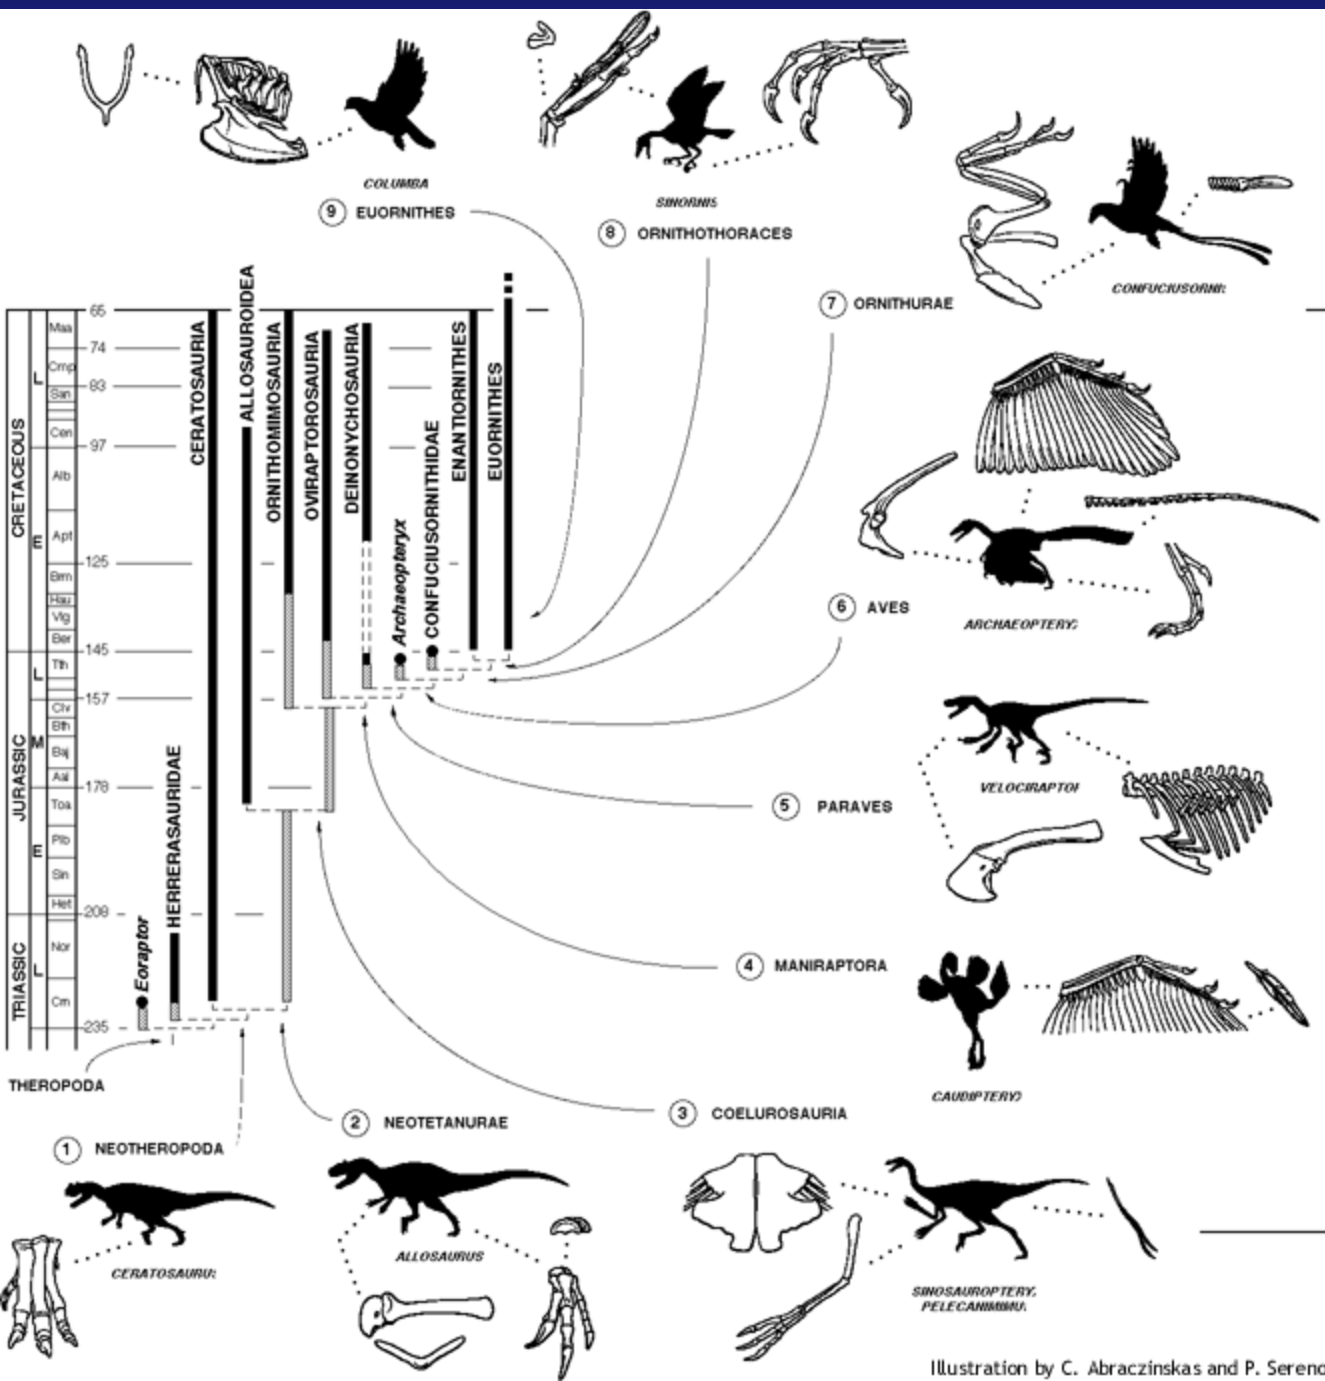 COLUMBA
SINORNIS
9 EUORNITHES
8 ORNITHOTHORACES
CONFUCIUSORNI
7 ORNITHURAE
65
Maa
74
Cmp
83
San
Cen
97
Alb
Apt
125
Brm
Hau
Vlg
Ber
145
Tth
157
Clv
Bth
Baj
Aal
178
Toa
Plb
Sin
Het
208
Nor
Crn
235
CRETACEOUS
L
E
JURASSIC
L
M
E
TRIASSIC
L
Eoraptor
HERRERASAURIDAE
CERATOSAURIA
ALLOSAUROIDEA
ORNITHOMIMOSAURIA
OVIRAPTOROSAURIA
DEINONYCHOSAURIA
Archaeopteryx
CONFUCIUSORNITHIDAE
ENANTIORNITHES
EUORNITHES
6 AVES
ARCHAEOPTERY
5 PARAVES
VELOCIRAPTO
4 MANIRAPTORA
CAUDIPTERY
THEROPODA
3 COELUROSAURIA
2 NEOTETANURAE
1 NEOTHEROPODA
CERATOSAURU
ALLOSAURUS
SINOSAUROPTERY
PELECANIMIMU
Illustration by C. Abraczinskas and P. Sereno